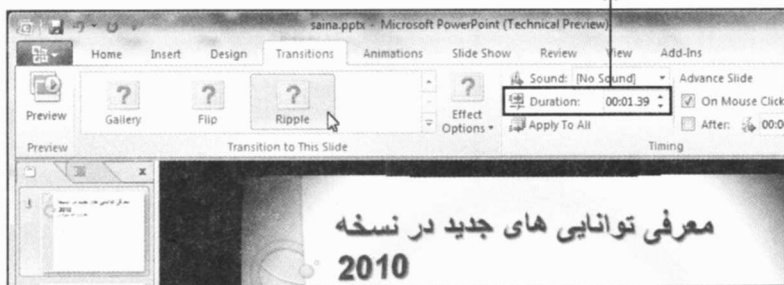 saina.pptx - Microsoft PowerPoint (Technical Preview)
Home Insert Design Transitions Animations Slide Show Review View Add-Ins
Preview
Gallery Flip Ripple
Effect Options
Sound: [No Sound]
Duration: 00:01.39
Apply To All
Advance Slide
On Mouse Click
After: 00:0
Preview Transition to This Slide Timing
معرفی توانایی های جدید در نسخه
2010